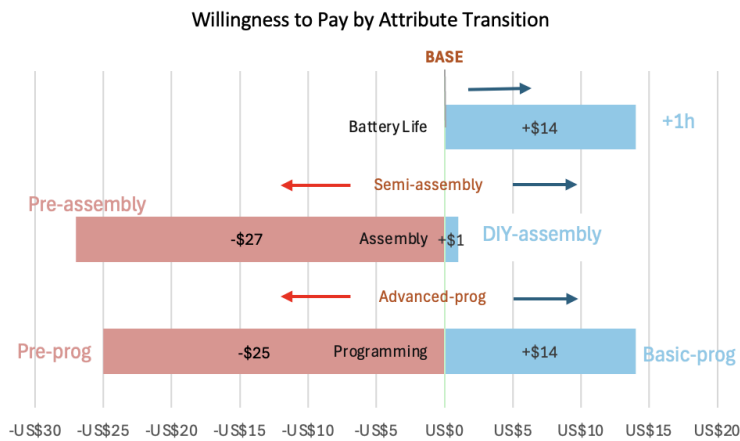 Willingness to Pay by Attribute Transition
BASE
Battery Life +$14 +1h
Semi-assembly
Pre-assembly
-$27 Assembly +$1 DIY-assembly
Advanced-prog
Pre-prog -$25 Programming +$14 Basic-prog
-US$30 -US$25 -US$20 -US$15 -US$10 -US$5 US$0 US$5 US$10 US$15 US$20